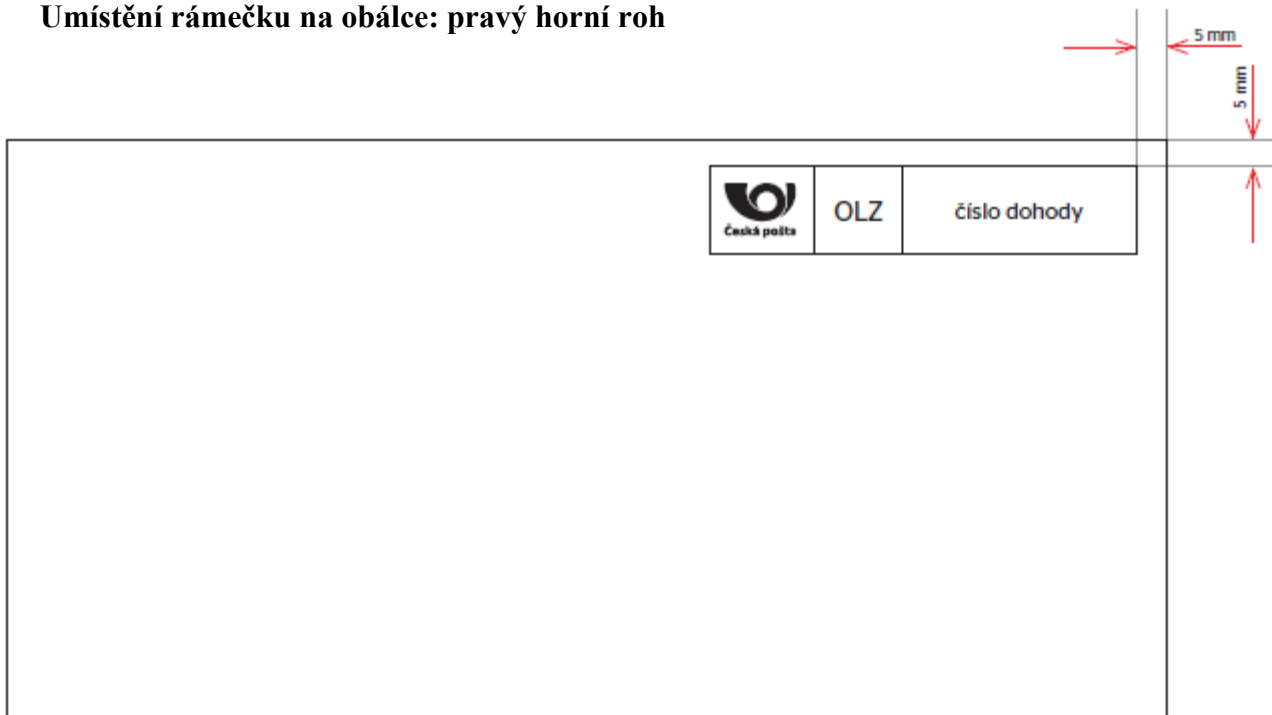 Umístění rámečku na obálce: pravý horní roh
5 mm
5 mm
Česká pošta
OLZ
číslo dohody